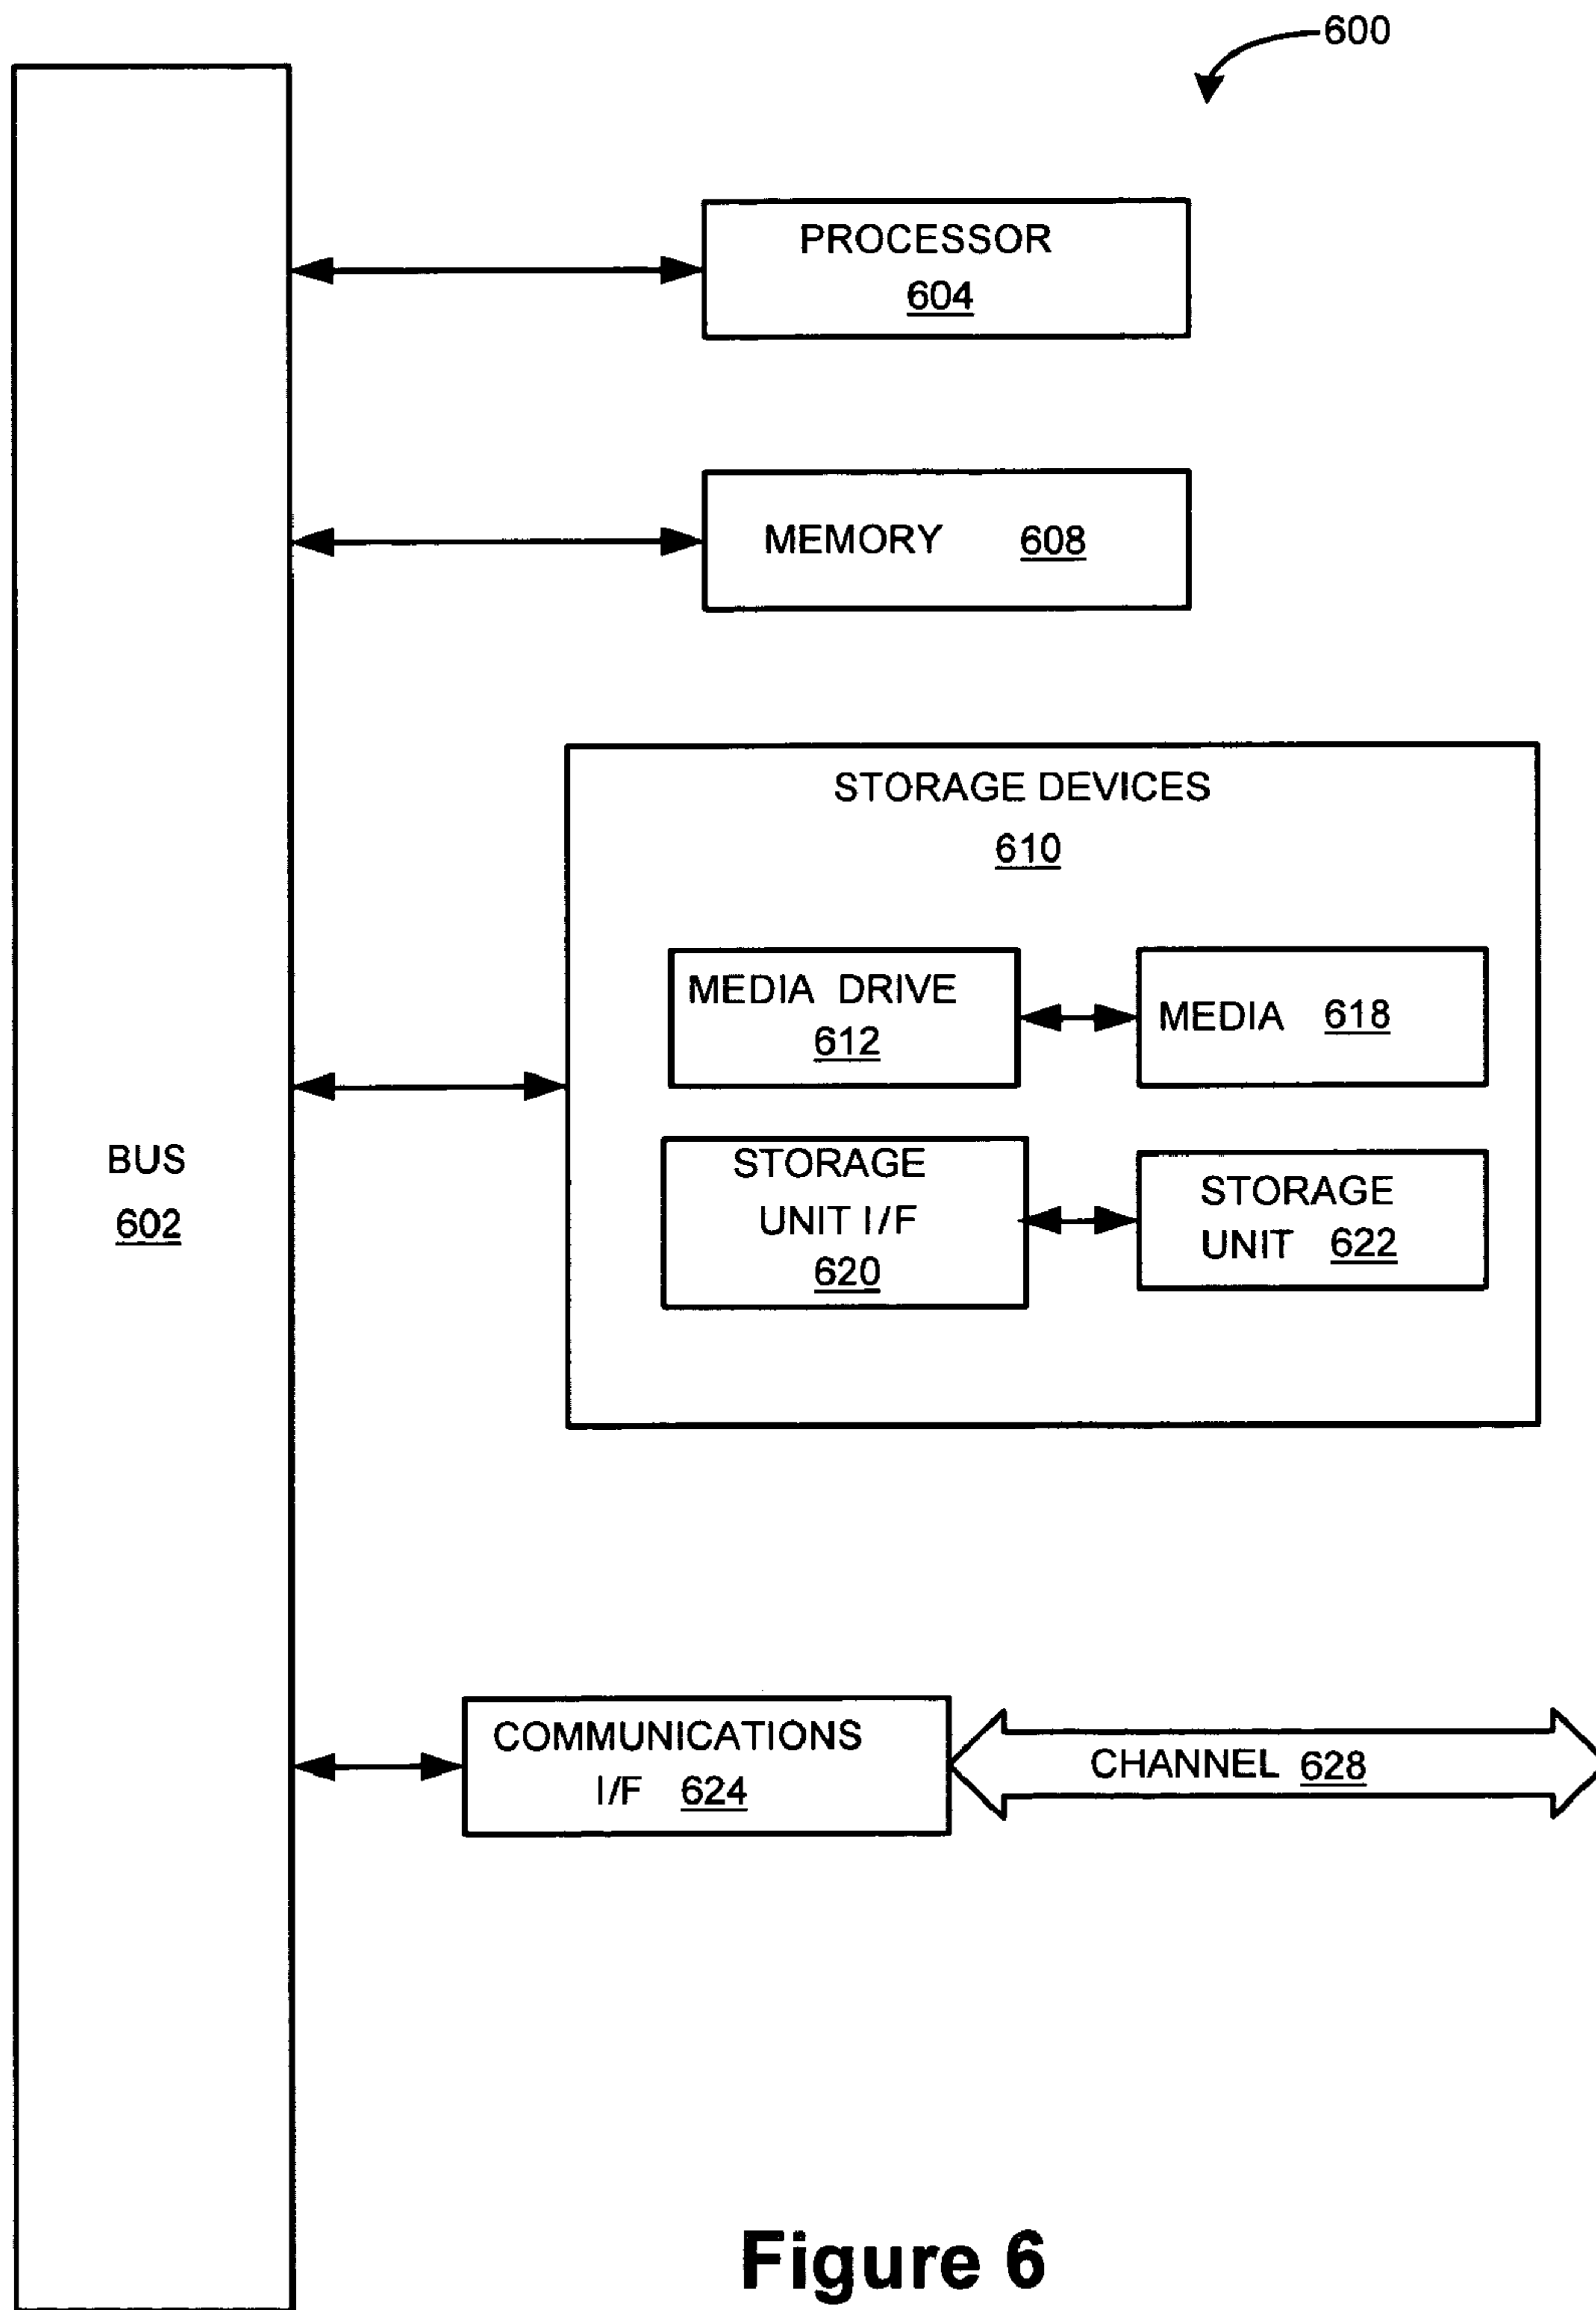 600
PROCESSOR
604
MEMORY 608
STORAGE DEVICES
610
MEDIA DRIVE
612
MEDIA 618
BUS
602
STORAGE
UNIT I/F
620
STORAGE
UNIT 622
COMMUNICATIONS
I/F 624
CHANNEL 628
Figure 6